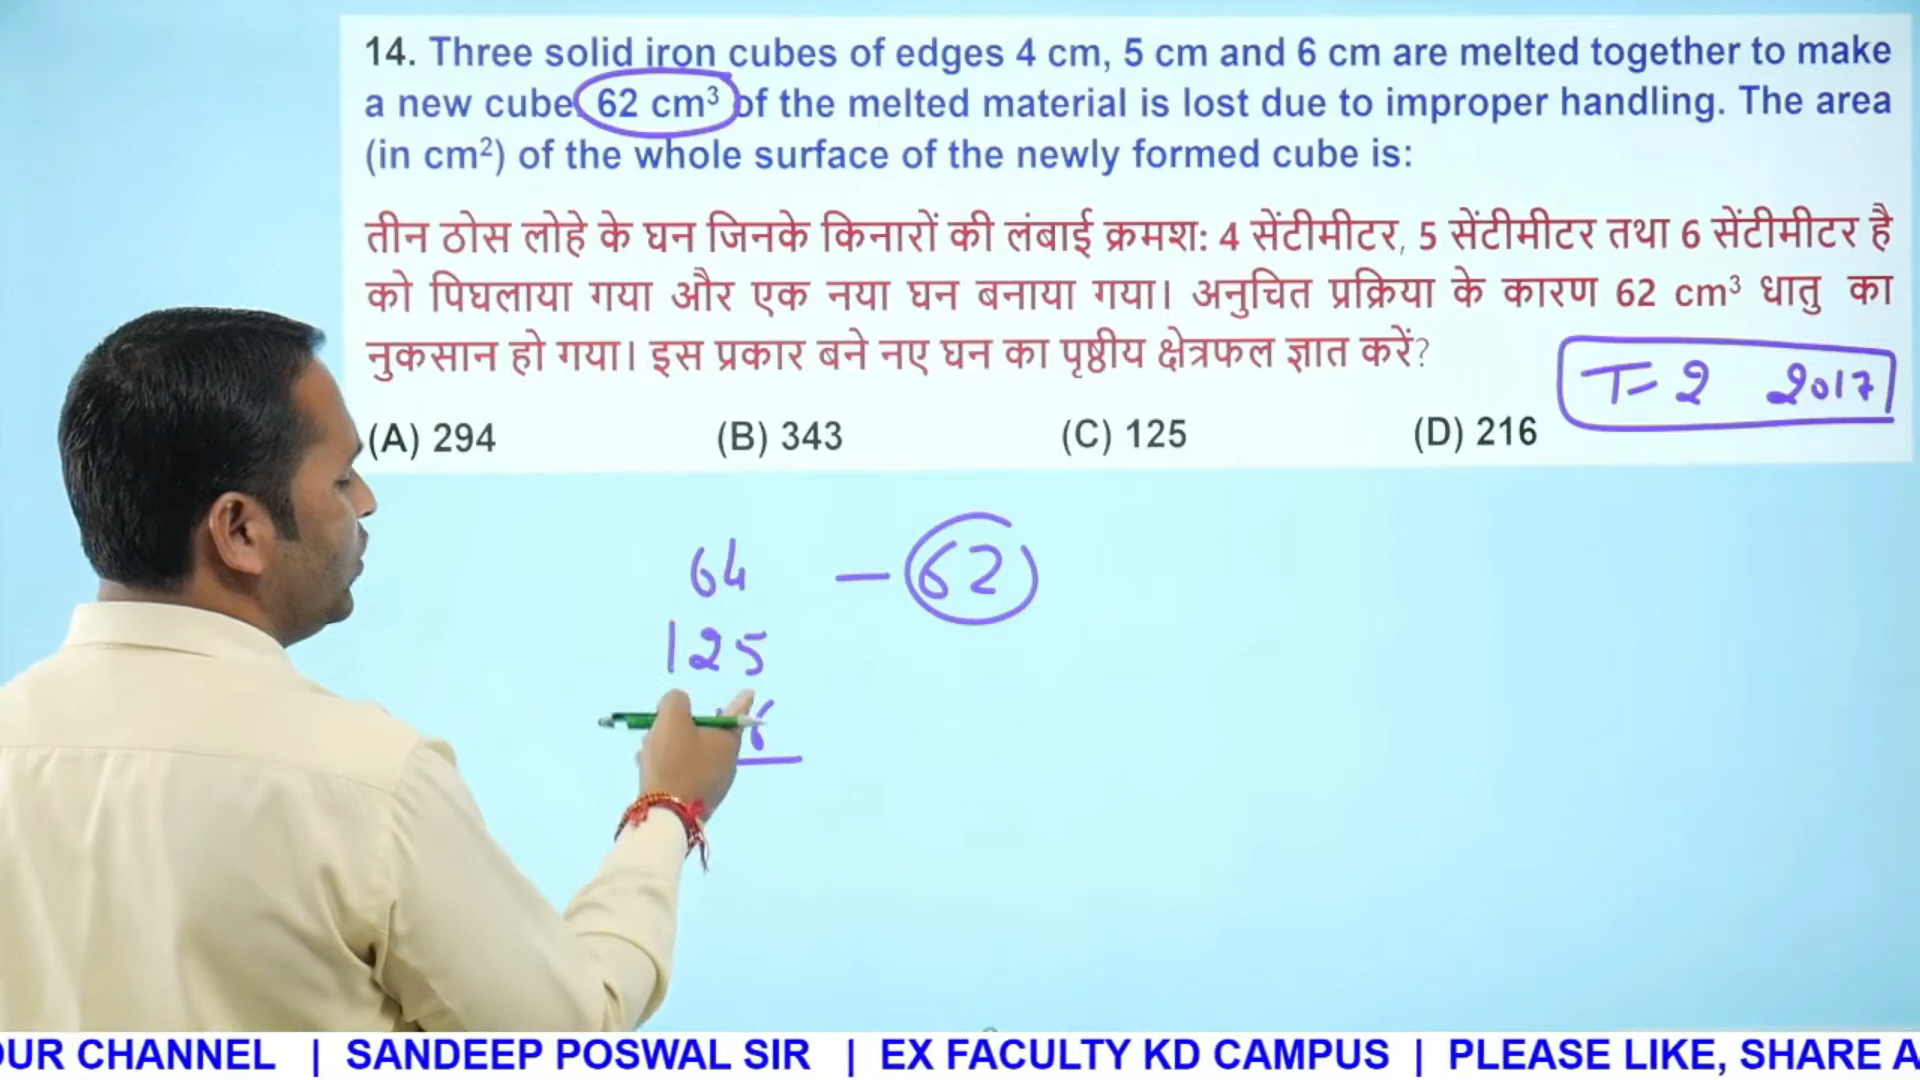 14. Three solid iron cubes of edges 4 cm, 5 cm and 6 cm are melted together to make
a new cube. 62 cm³ of the melted material is lost due to improper handling. The area
(in cm²) of the whole surface of the newly formed cube is:
तीन ठोस लोहे के घन जिनके किनारों की लंबाई क्रमश: 4 सेंटीमीटर, 5 सेंटीमीटर तथा 6 सेंटीमीटर है
को पिघलाया गया और एक नया घन बनाया गया। अनुचित प्रक्रिया के कारण 62 cm³ धातु का
नुकसान हो गया। इस प्रकार बने नए घन का पृष्ठीय क्षेत्रफल ज्ञात करें?
T=2 2017
(A) 294 (B) 343 (C) 125 (D) 216
64 — 62
125
6
OUR CHANNEL | SANDEEP POSWAL SIR | EX FACULTY KD CAMPUS | PLEASE LIKE, SHARE A